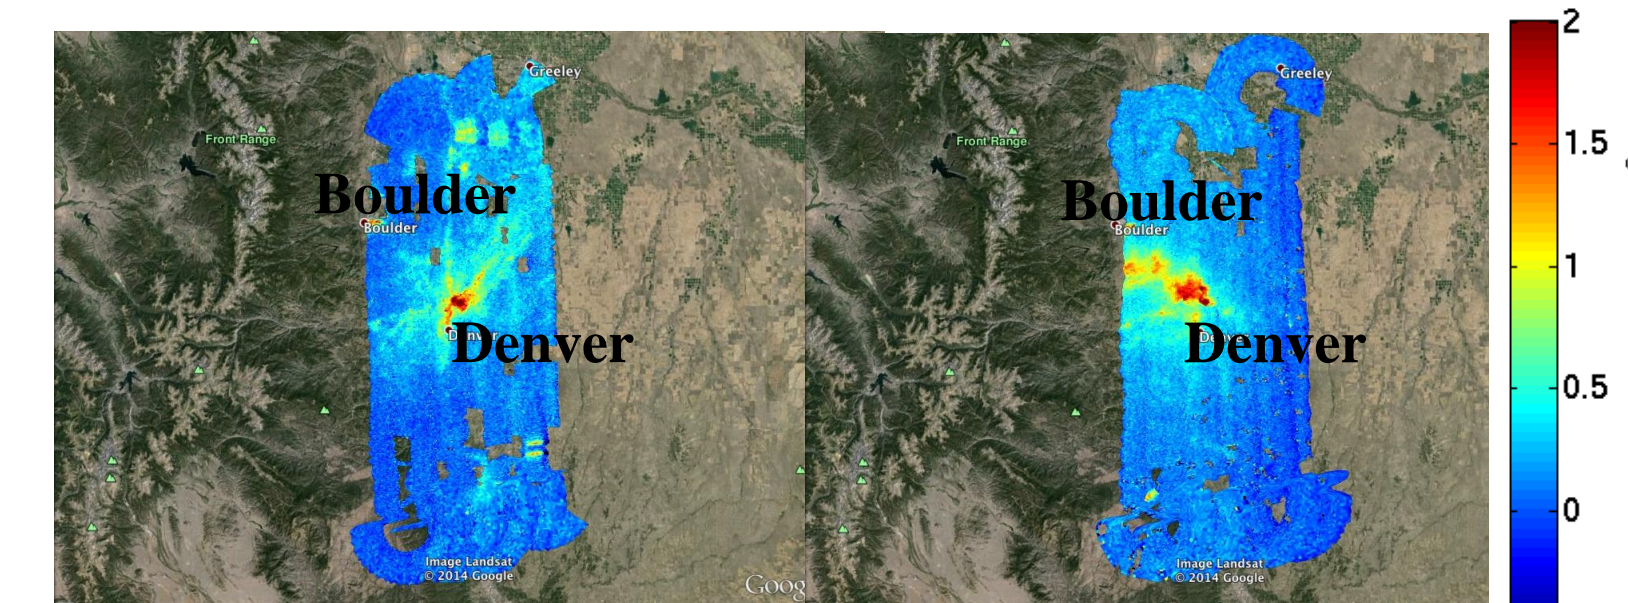 Greeley
Front Range
Boulder
Boulder
Denver
Image Landsat
© 2014 Google
Goog
Greeley
Front Range
Boulder
Boulder
Denver
Image Landsat
© 2014 Google
2
1.5
1
0.5
0